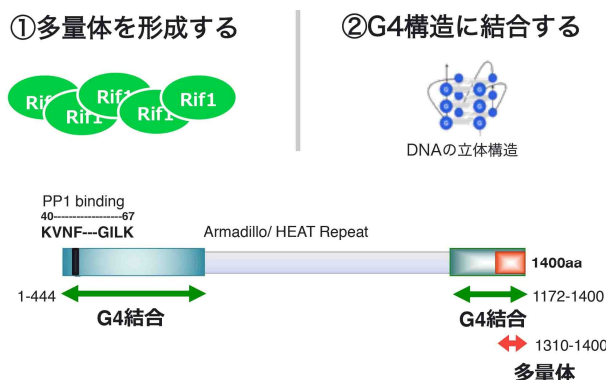 ①多量体を形成する
②G4構造に結合する
Rif1
Rif1
Rif1
Rif1
Rif1
DNAの立体構造
PP1 binding
40------------------67
KVNF---GILK
Armadillo/ HEAT Repeat
1400aa
1-444
G4結合
G4結合
1172-1400
1310-1400
多量体